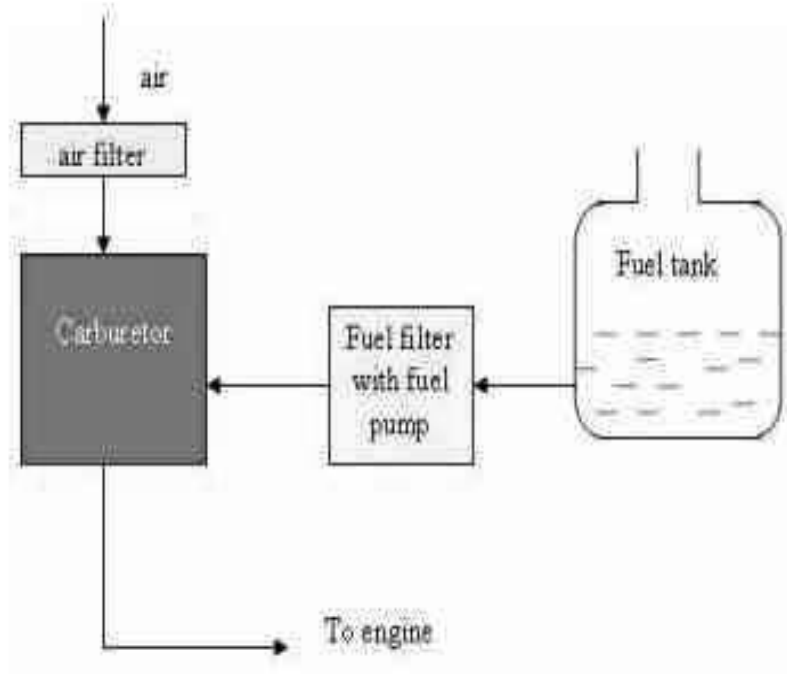 air
air filter
Fuel tank
Carburetor
Fuel filter
with fuel
pump
To engine